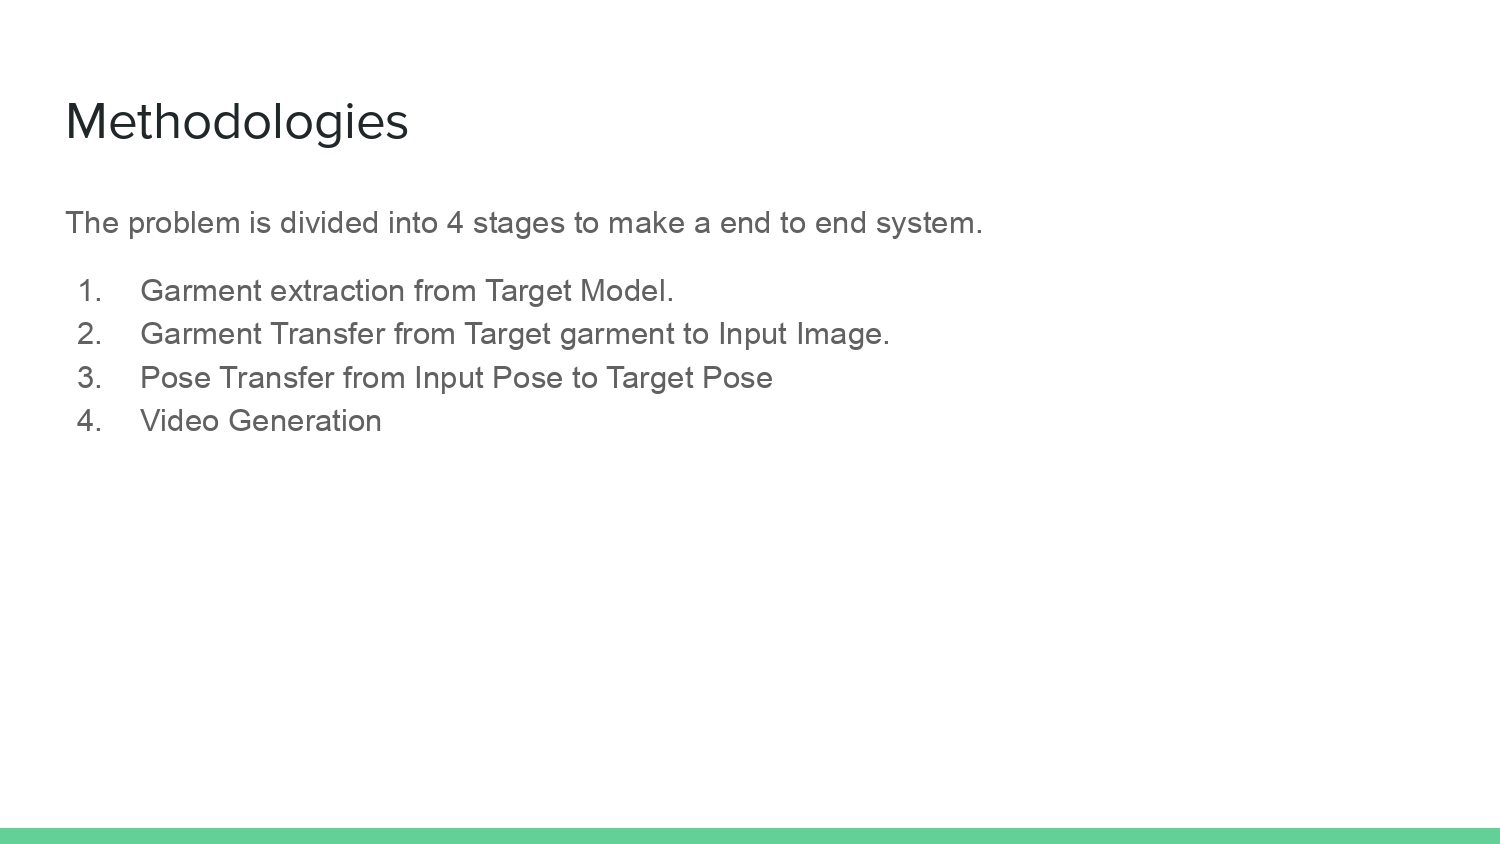 Methodologies
The problem is divided into 4 stages to make a end to end system.
1. Garment extraction from Target Model.
2. Garment Transfer from Target garment to Input Image.
3. Pose Transfer from Input Pose to Target Pose
4. Video Generation